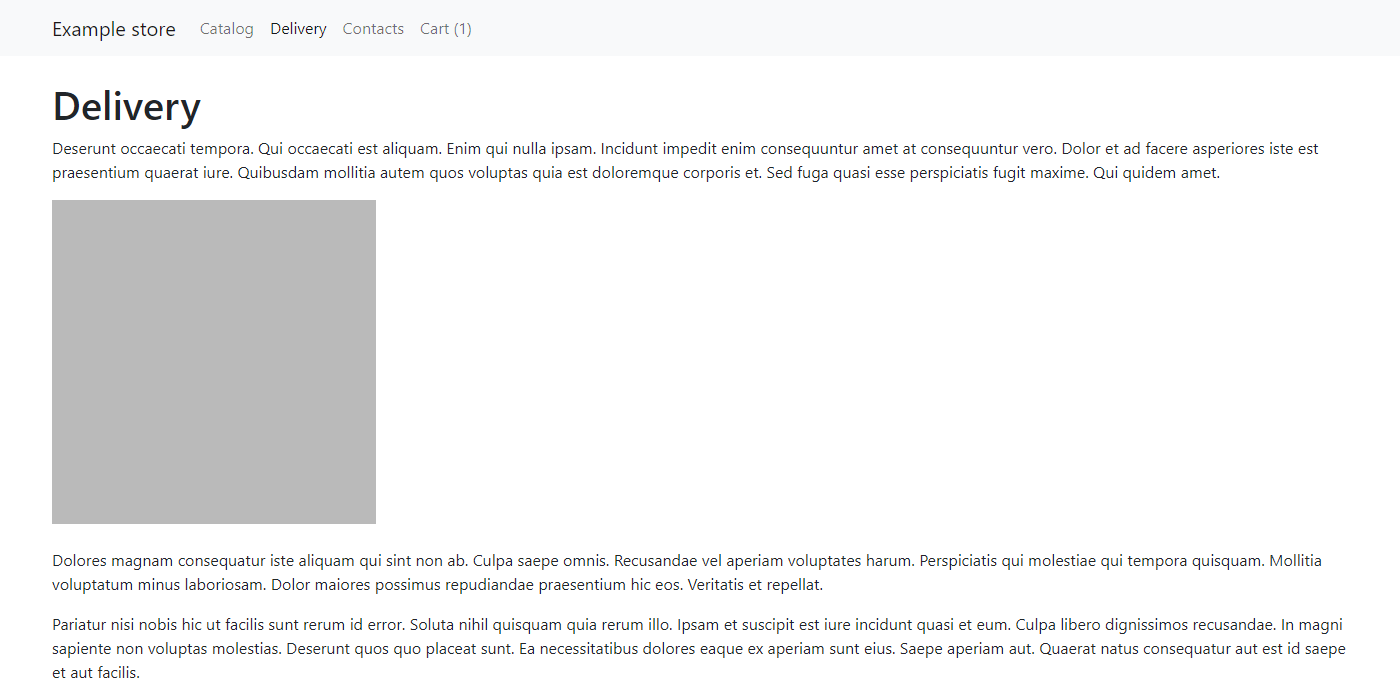 Example store Catalog Delivery Contacts Cart (1)
Delivery
Deserunt occaecati tempora. Qui occaecati est aliquam. Enim qui nulla ipsam. Incidunt impedit enim consequuntur amet at consequuntur vero. Dolor et ad facere asperiores iste est
praesentium quaerat iure. Quibusdam mollitia autem quos voluptas quia est doloremque corporis et. Sed fuga quasi esse perspiciatis fugit maxime. Qui quidem amet.
Dolores magnam consequatur iste aliquam qui sint non ab. Culpa saepe omnis. Recusandae vel aperiam voluptates harum. Perspiciatis qui molestiae qui tempora quisquam. Mollitia
voluptatum minus laboriosam. Dolor maiores possimus repudiandae praesentium hic eos. Veritatis et repellat.
Pariatur nisi nobis hic ut facilis sunt rerum id error. Soluta nihil quisquam quia rerum illo. Ipsam et suscipit est iure incidunt quasi et eum. Culpa libero dignissimos recusandae. In magni
sapiente non voluptas molestias. Deserunt quos quo placeat sunt. Ea necessitatibus dolores eaque ex aperiam sunt eius. Saepe aperiam aut. Quaerat natus consequatur aut est id saepe
et aut facilis.